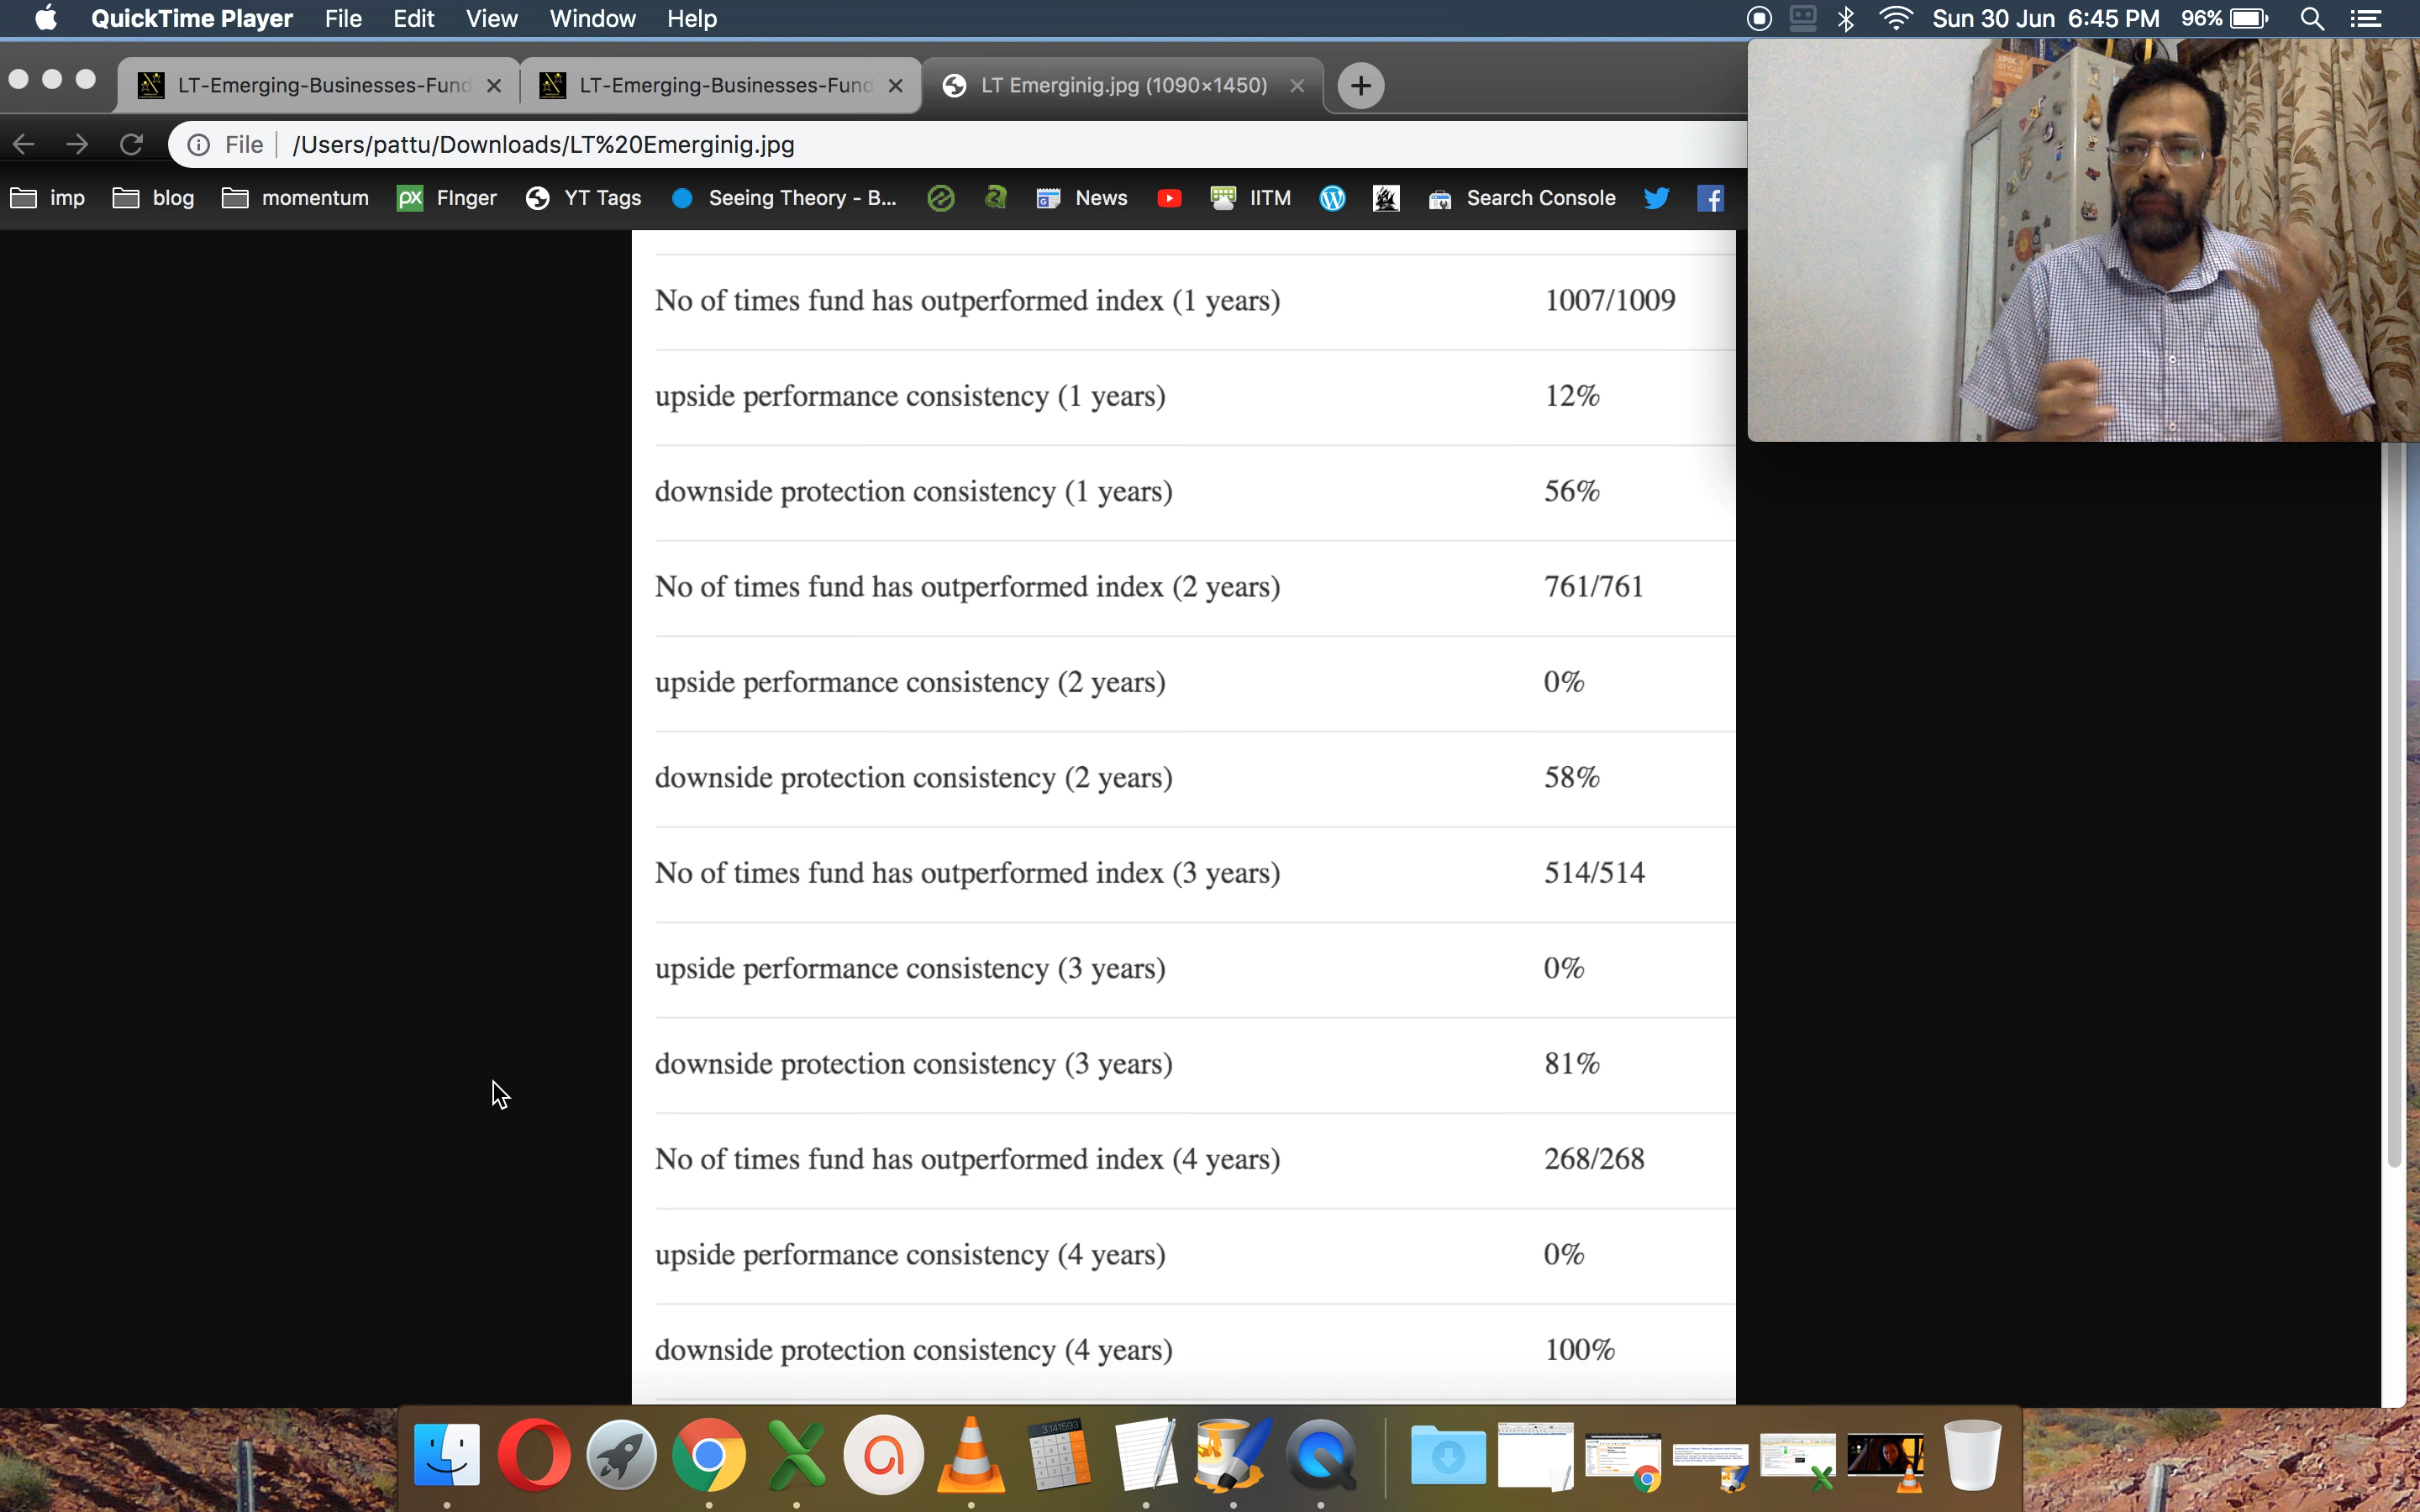 QuickTime Player File Edit View Window Help Sun 30 Jun 6:45 PM 96%
LT-Emerging-Businesses-Fund LT-Emerging-Businesses-Fund LT Emerginig.jpg (1090×1450)
File /Users/pattu/Downloads/LT%20Emerginig.jpg
imp blog momentum px FInger YT Tags Seeing Theory - B... News IITM Search Console
No of times fund has outperformed index (1 years) 1007/1009
upside performance consistency (1 years) 12%
downside protection consistency (1 years) 56%
No of times fund has outperformed index (2 years) 761/761
upside performance consistency (2 years) 0%
downside protection consistency (2 years) 58%
No of times fund has outperformed index (3 years) 514/514
upside performance consistency (3 years) 0%
downside protection consistency (3 years) 81%
No of times fund has outperformed index (4 years) 268/268
upside performance consistency (4 years) 0%
downside protection consistency (4 years) 100%
3.141593